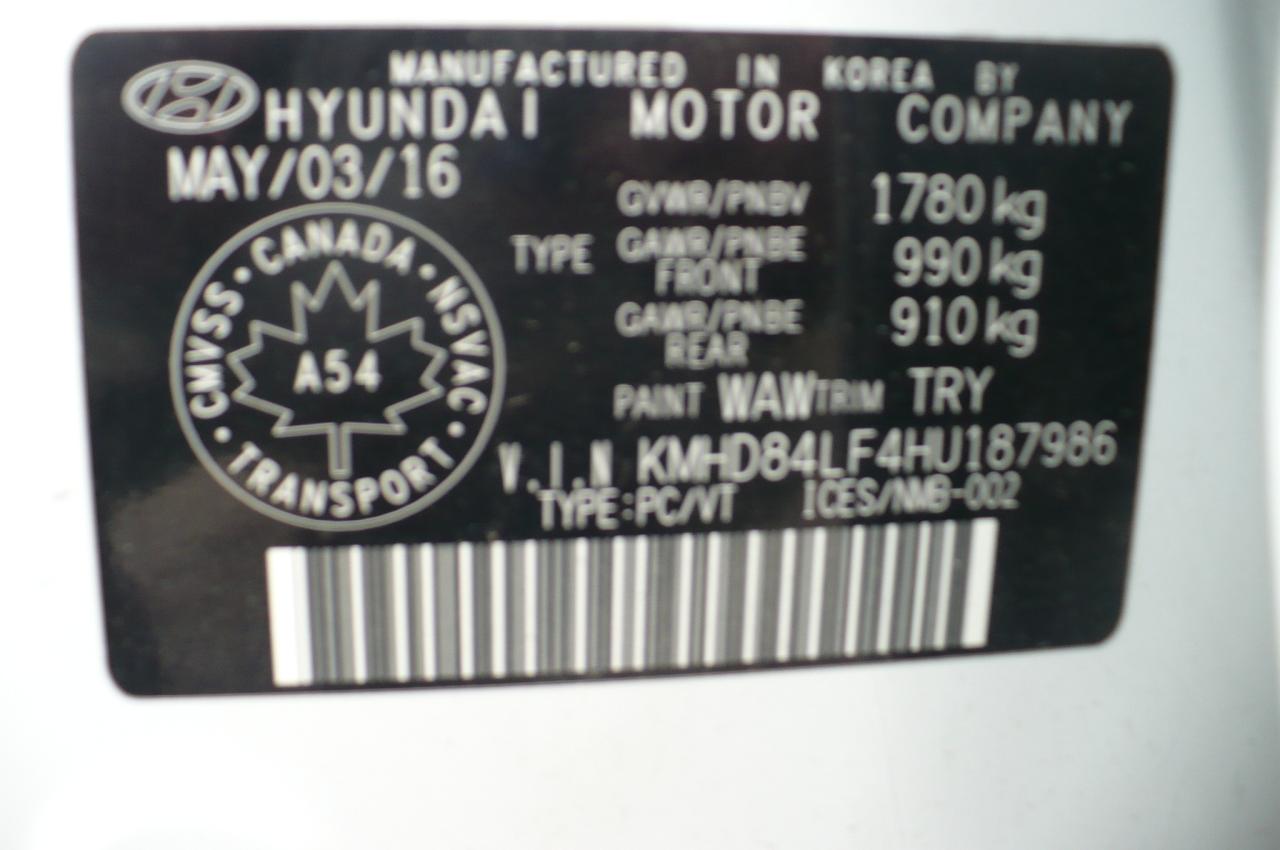 MANUFACTURED IN KOREA BY
HYUNDAI MOTOR COMPANY
MAY/03/16
GVWR/PNBV 1780 kg
TYPE GAWR/PNBE FRONT 990 kg
GAWR/PNBE REAR 910 kg
PAINT WAW TRIM TRY
V.I.N KMHD84LF4HU187986
TYPE:PC/VT ICES/NMB-002
CANADA • NSVAC • TRANSPORT • CMVSS •
A54